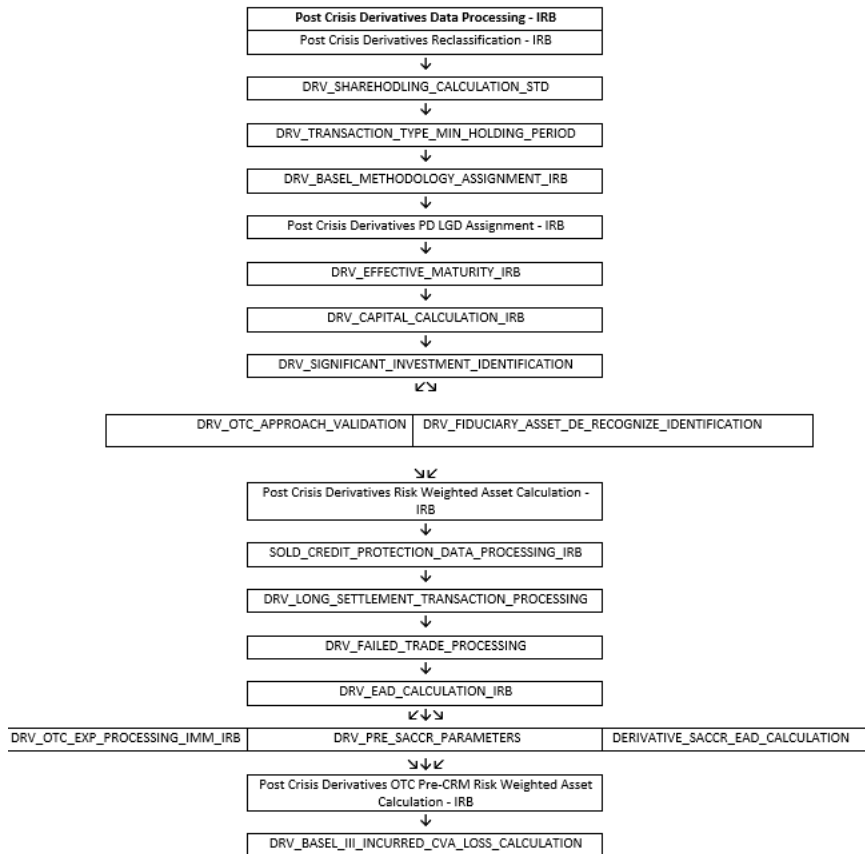 Post Crisis Derivatives Data Processing - IRB
Post Crisis Derivatives Reclassification - IRB
DRV_SHAREHODLING_CALCULATION_STD
DRV_TRANSACTION_TYPE_MIN_HOLDING_PERIOD
DRV_BASEL_METHODOLOGY_ASSIGNMENT_IRB
Post Crisis Derivatives PD LGD Assignment - IRB
DRV_EFFECTIVE_MATURITY_IRB
DRV_CAPITAL_CALCULATION_IRB
DRV_SIGNIFICANT_INVESTMENT_IDENTIFICATION
DRV_OTC_APPROACH_VALIDATION
DRV_FIDUCIARY_ASSET_DE_RECOGNIZE_IDENTIFICATION
Post Crisis Derivatives Risk Weighted Asset Calculation -
IRB
SOLD_CREDIT_PROTECTION_DATA_PROCESSING_IRB
DRV_LONG_SETTLEMENT_TRANSACTION_PROCESSING
DRV_FAILED_TRADE_PROCESSING
DRV_EAD_CALCULATION_IRB
DRV_OTC_EXP_PROCESSING_IMM_IRB
DRV_PRE_SACCR_PARAMETERS
DERIVATIVE_SACCR_EAD_CALCULATION
Post Crisis Derivatives OTC Pre-CRM Risk Weighted Asset
Calculation - IRB
DRV_BASEL_III_INCURRED_CVA_LOSS_CALCULATION